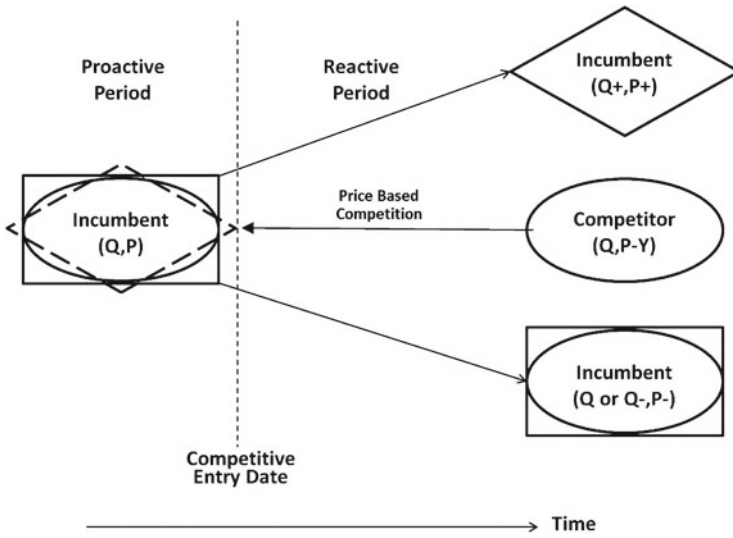 Proactive
Period
Reactive
Period
Incumbent
(Q+,P+)
Incumbent
(Q,P)
Price Based
Competition
Competitor
(Q,P-Y)
Incumbent
(Q or Q-,P-)
Competitive
Entry Date
Time